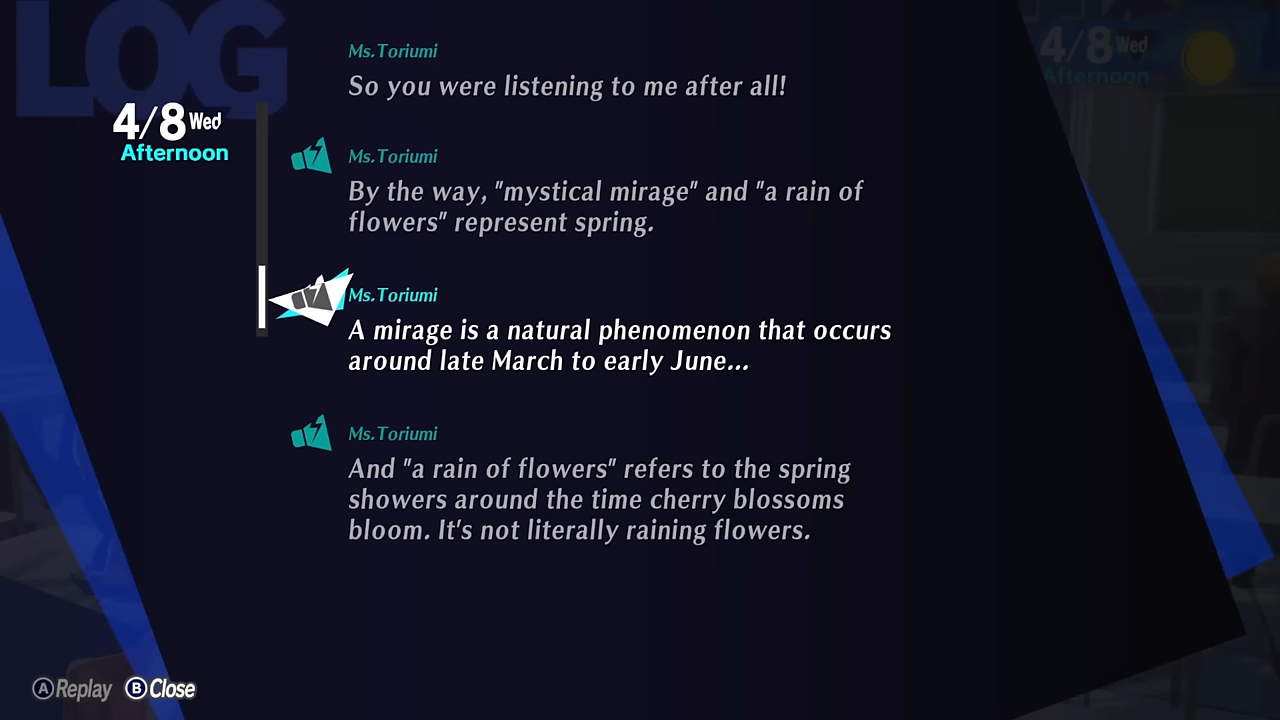 LOG
4/8 Wed
Afternoon
4/8 Wed
Afternoon
Ms.Toriumi
So you were listening to me after all!
Ms.Toriumi
By the way, "mystical mirage" and "a rain of
flowers" represent spring.
Ms.Toriumi
A mirage is a natural phenomenon that occurs
around late March to early June...
Ms.Toriumi
And "a rain of flowers" refers to the spring
showers around the time cherry blossoms
bloom. It's not literally raining flowers.
A Replay B Close